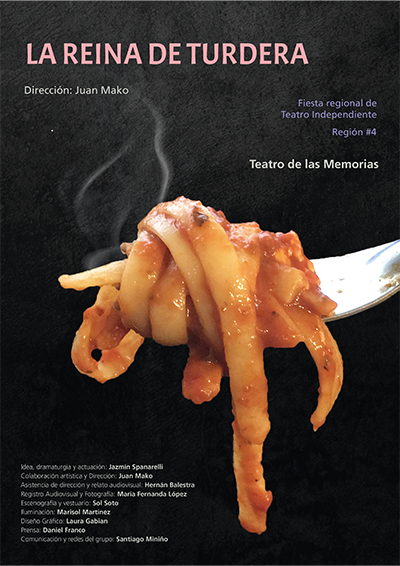 LA REINA DE TURDERA
Dirección: Juan Mako
Fiesta regional de
Teatro Independiente
Región #4
Teatro de las Memorias
Idea, dramaturgia y actuación: Jazmín Spanarelli
Colaboración artística y Dirección: Juan Mako
Asistencia de dirección y relato audiovisual: Hernán Balestra
Registro Audiovisual y Fotografía: María Fernanda López
Escenografía y vestuario: Sol Soto
Iluminación: Marisol Martinez
Diseño Gráfico: Laura Gabian
Prensa: Daniel Franco
Comunicación y redes del grupo: Santiago Miniño